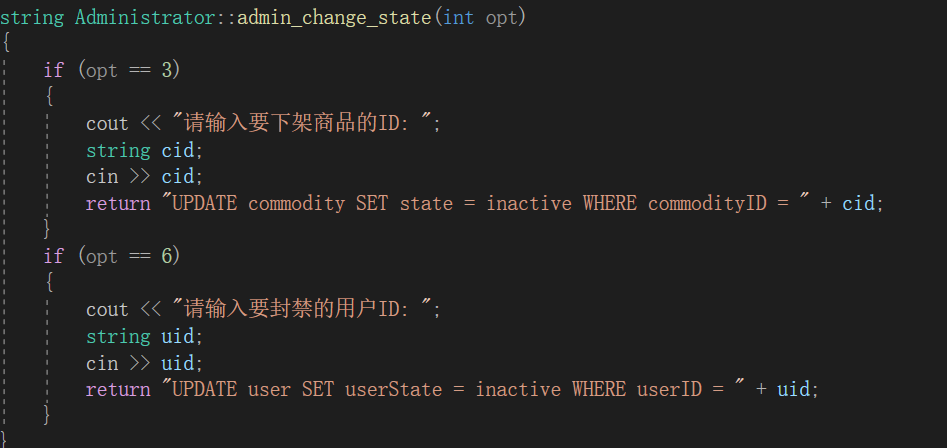 string Administrator::admin_change_state(int opt)
{
if (opt == 3)
{
cout << "请输入要下架商品的ID: ";
string cid;
cin >> cid;
return "UPDATE commodity SET state = inactive WHERE commodityID = " + cid;
}
if (opt == 6)
{
cout << "请输入要封禁的用户ID: ";
string uid;
cin >> uid;
return "UPDATE user SET userState = inactive WHERE userID = " + uid;
}
}